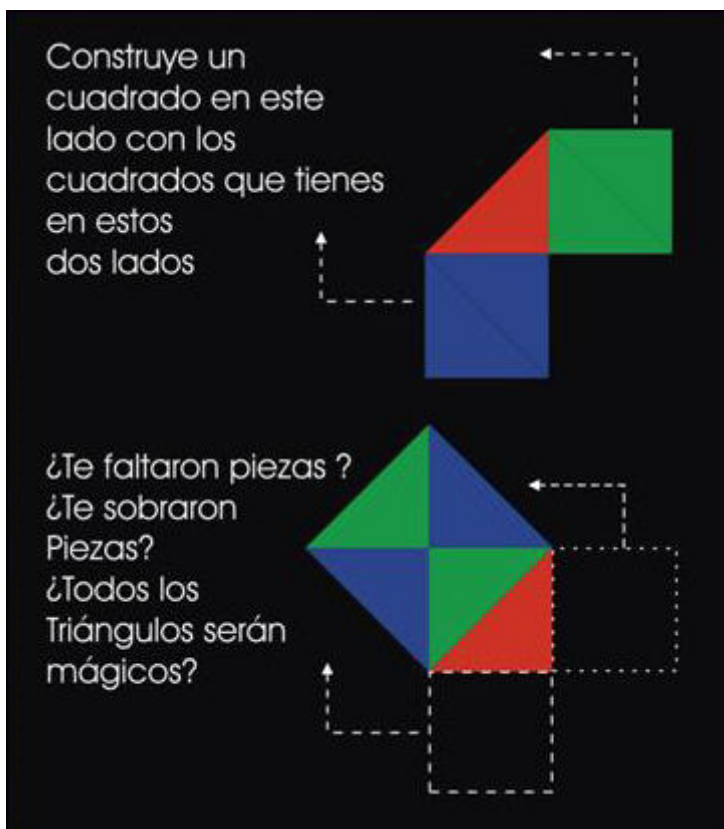 Construye un
cuadrado en este
lado con los
cuadrados que tienes
en estos
dos lados
¿Te faltaron piezas ?
¿Te sobraron
Piezas?
¿Todos los
Triángulos serán
mágicos?